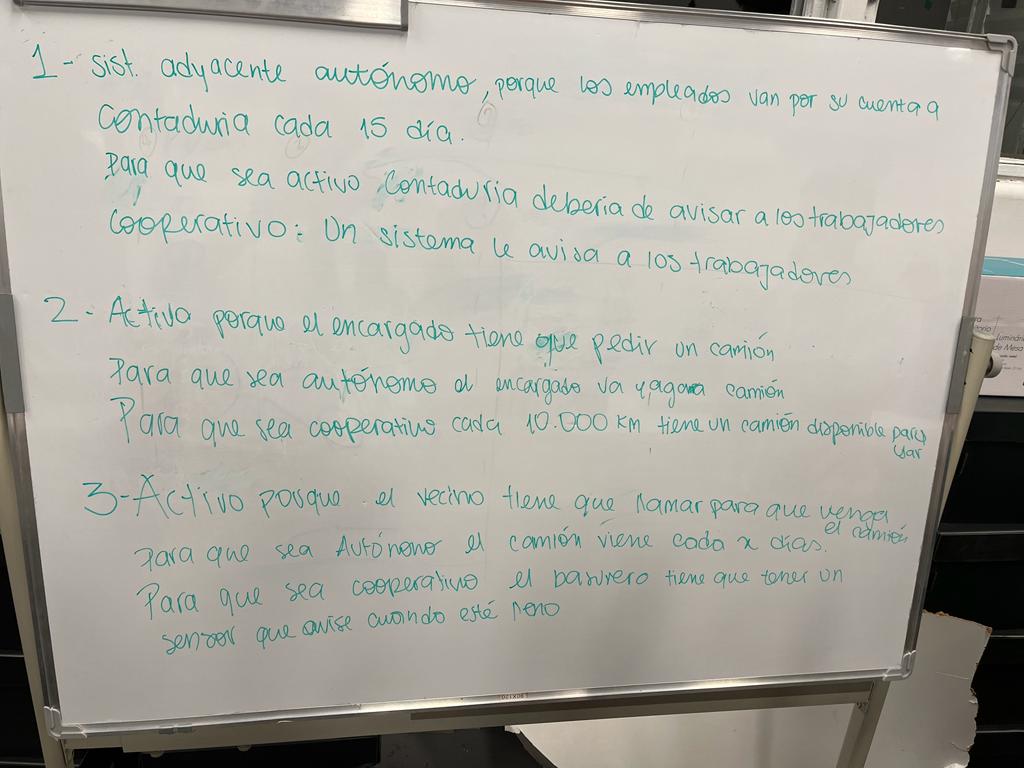 1- sist. adyacente autónomo, porque los empleados van por su cuenta a
Contaduria cada 15 día.
Para que sea activo Contaduría debería de avisar a los trabajadores
Cooperativo: Un sistema le avisa a los trabajadores
2- Activo porque el encargado tiene que pedir un camión
Para que sea autónomo el encargado va y agarra camión
Para que sea cooperativo cada 10.000 KM tiene un camión disponible para
usar
3-Activo porque el vecino tiene que llamar para que venga
el camión
Para que sea Autónomo el camión viene cada x días.
Para que sea cooperativo el basurero tiene que tener un
sensor que avise cuando esté lleno
Luminária
de Mesa